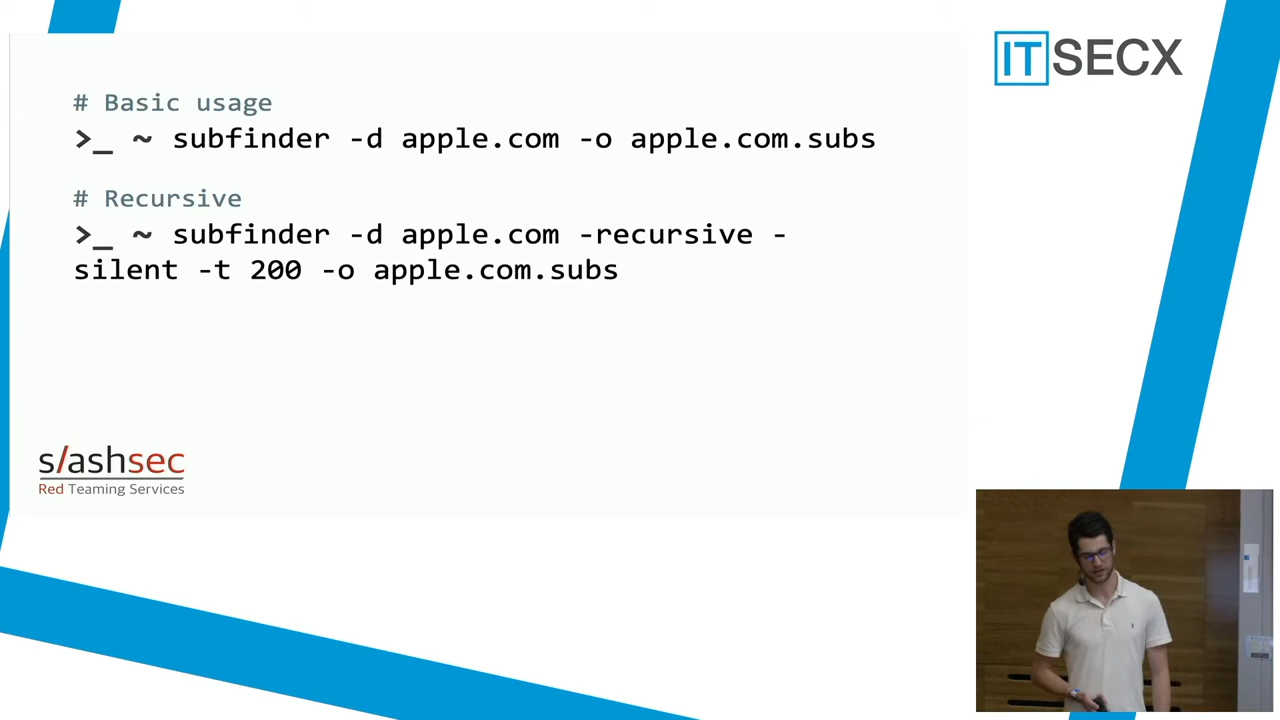 ITSECX
# Basic usage
>_ ~ subfinder -d apple.com -o apple.com.subs
# Recursive
>_ ~ subfinder -d apple.com -recursive -
silent -t 200 -o apple.com.subs
s/ashsec
Red Teaming Services